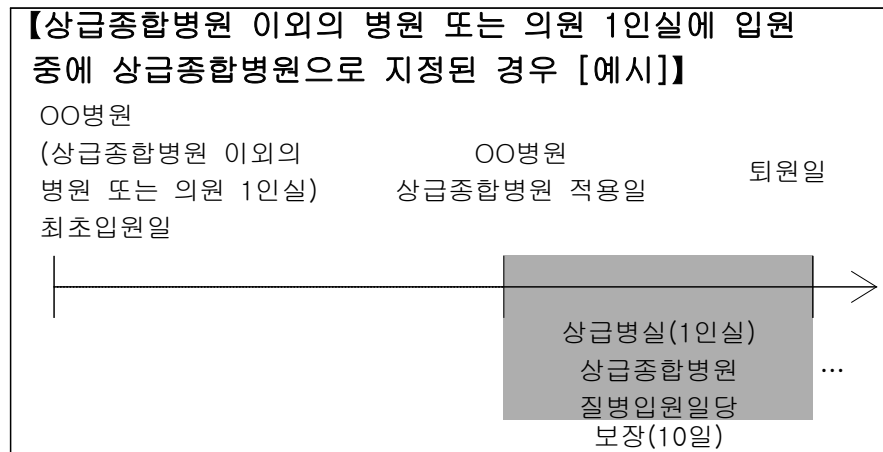 【상급종합병원 이외의 병원 또는 의원 1인실에 입원
중에 상급종합병원으로 지정된 경우 [예시]】
OO병원
(상급종합병원 이외의
병원 또는 의원 1인실)
최초입원일
OO병원
상급종합병원 적용일
퇴원일
상급병실(1인실)
상급종합병원
질병입원일당
보장(10일)
…